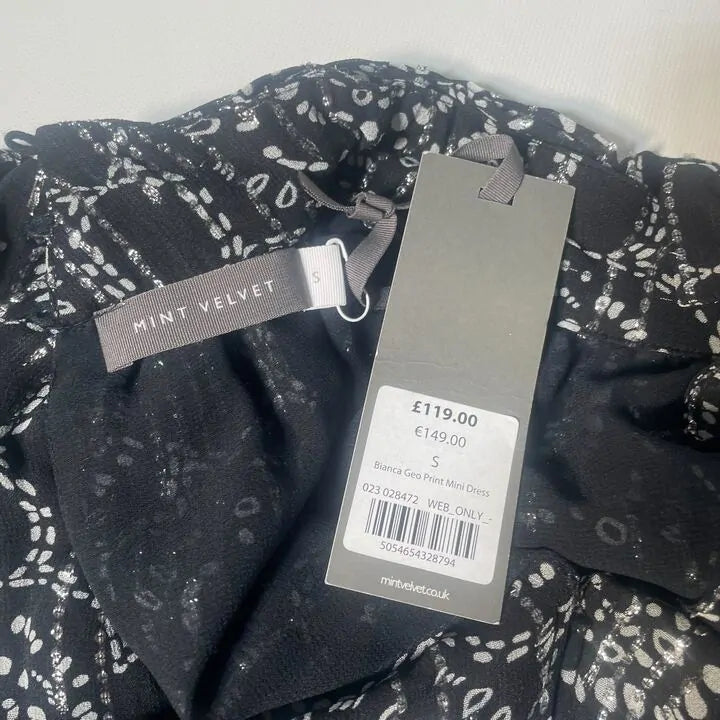 MINT VELVET
S
£119.00
€149.00
S
Bianca Geo Print Mini Dress
023 028472 WEB_ONLY_-
5054654328794
mintvelvet.co.uk